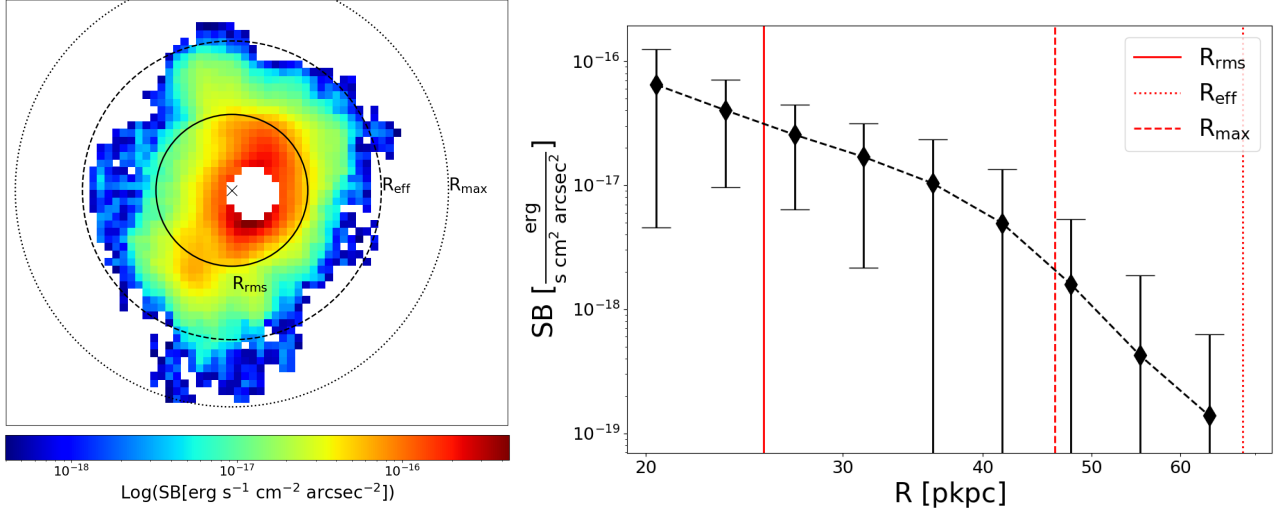 R_eff
R_max
R_rms
10^−18
10^−17
10^−16
Log(SB[erg s^−1 cm^−2 arcsec^−2])
SB [erg / s cm^2 arcsec^2]
10^−16
10^−17
10^−18
10^−19
R_rms
R_eff
R_max
20
30
40
50
60
R [pkpc]